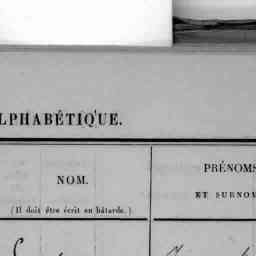 LPHABÉTIQUE.
NOM.
(Il doit être écrit en bâtarde.)
PRÉNOMS
ET SURNO